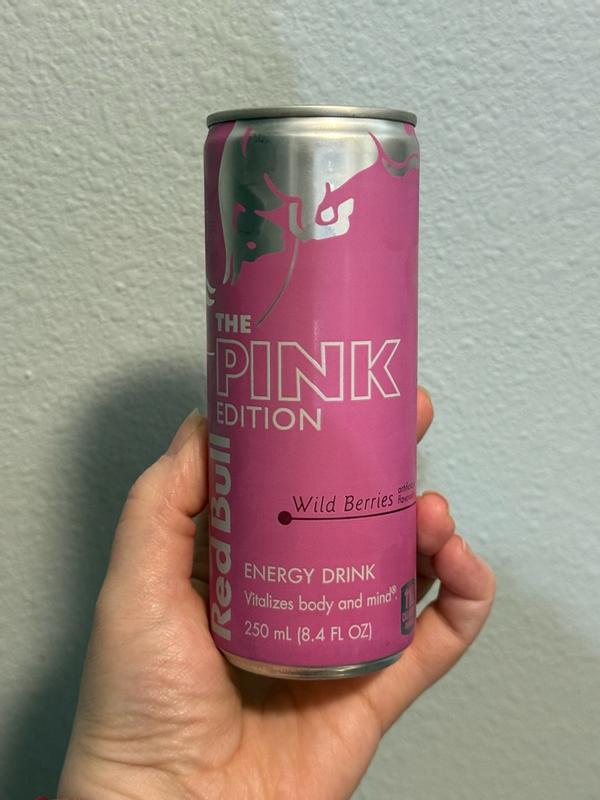 THE
PINK
EDITION
Red Bull
Wild Berries
ENERGY DRINK
Vitalizes body and mind®.
250 mL (8.4 FL OZ)